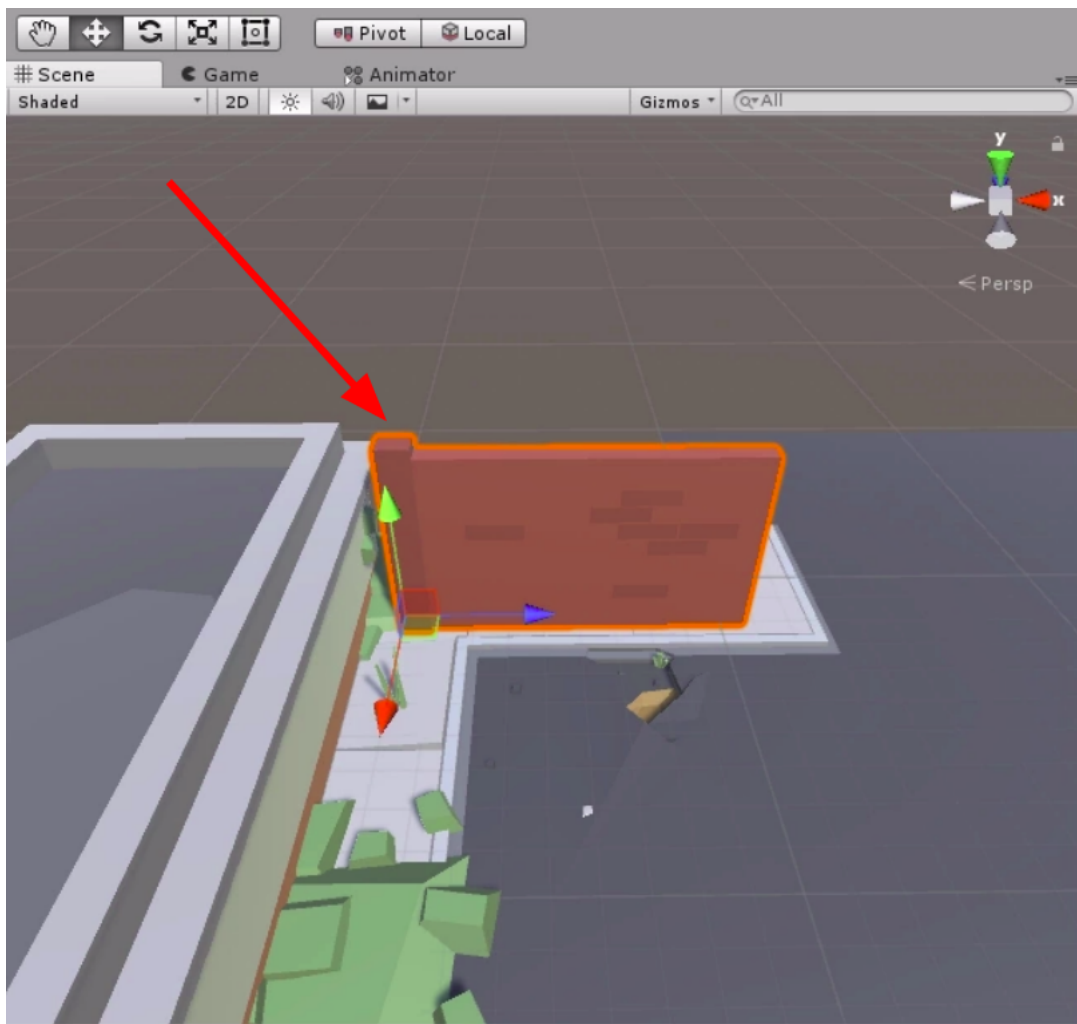 Pivot Local
Scene Game Animator
Shaded 2D Gizmos All
y
x
Persp